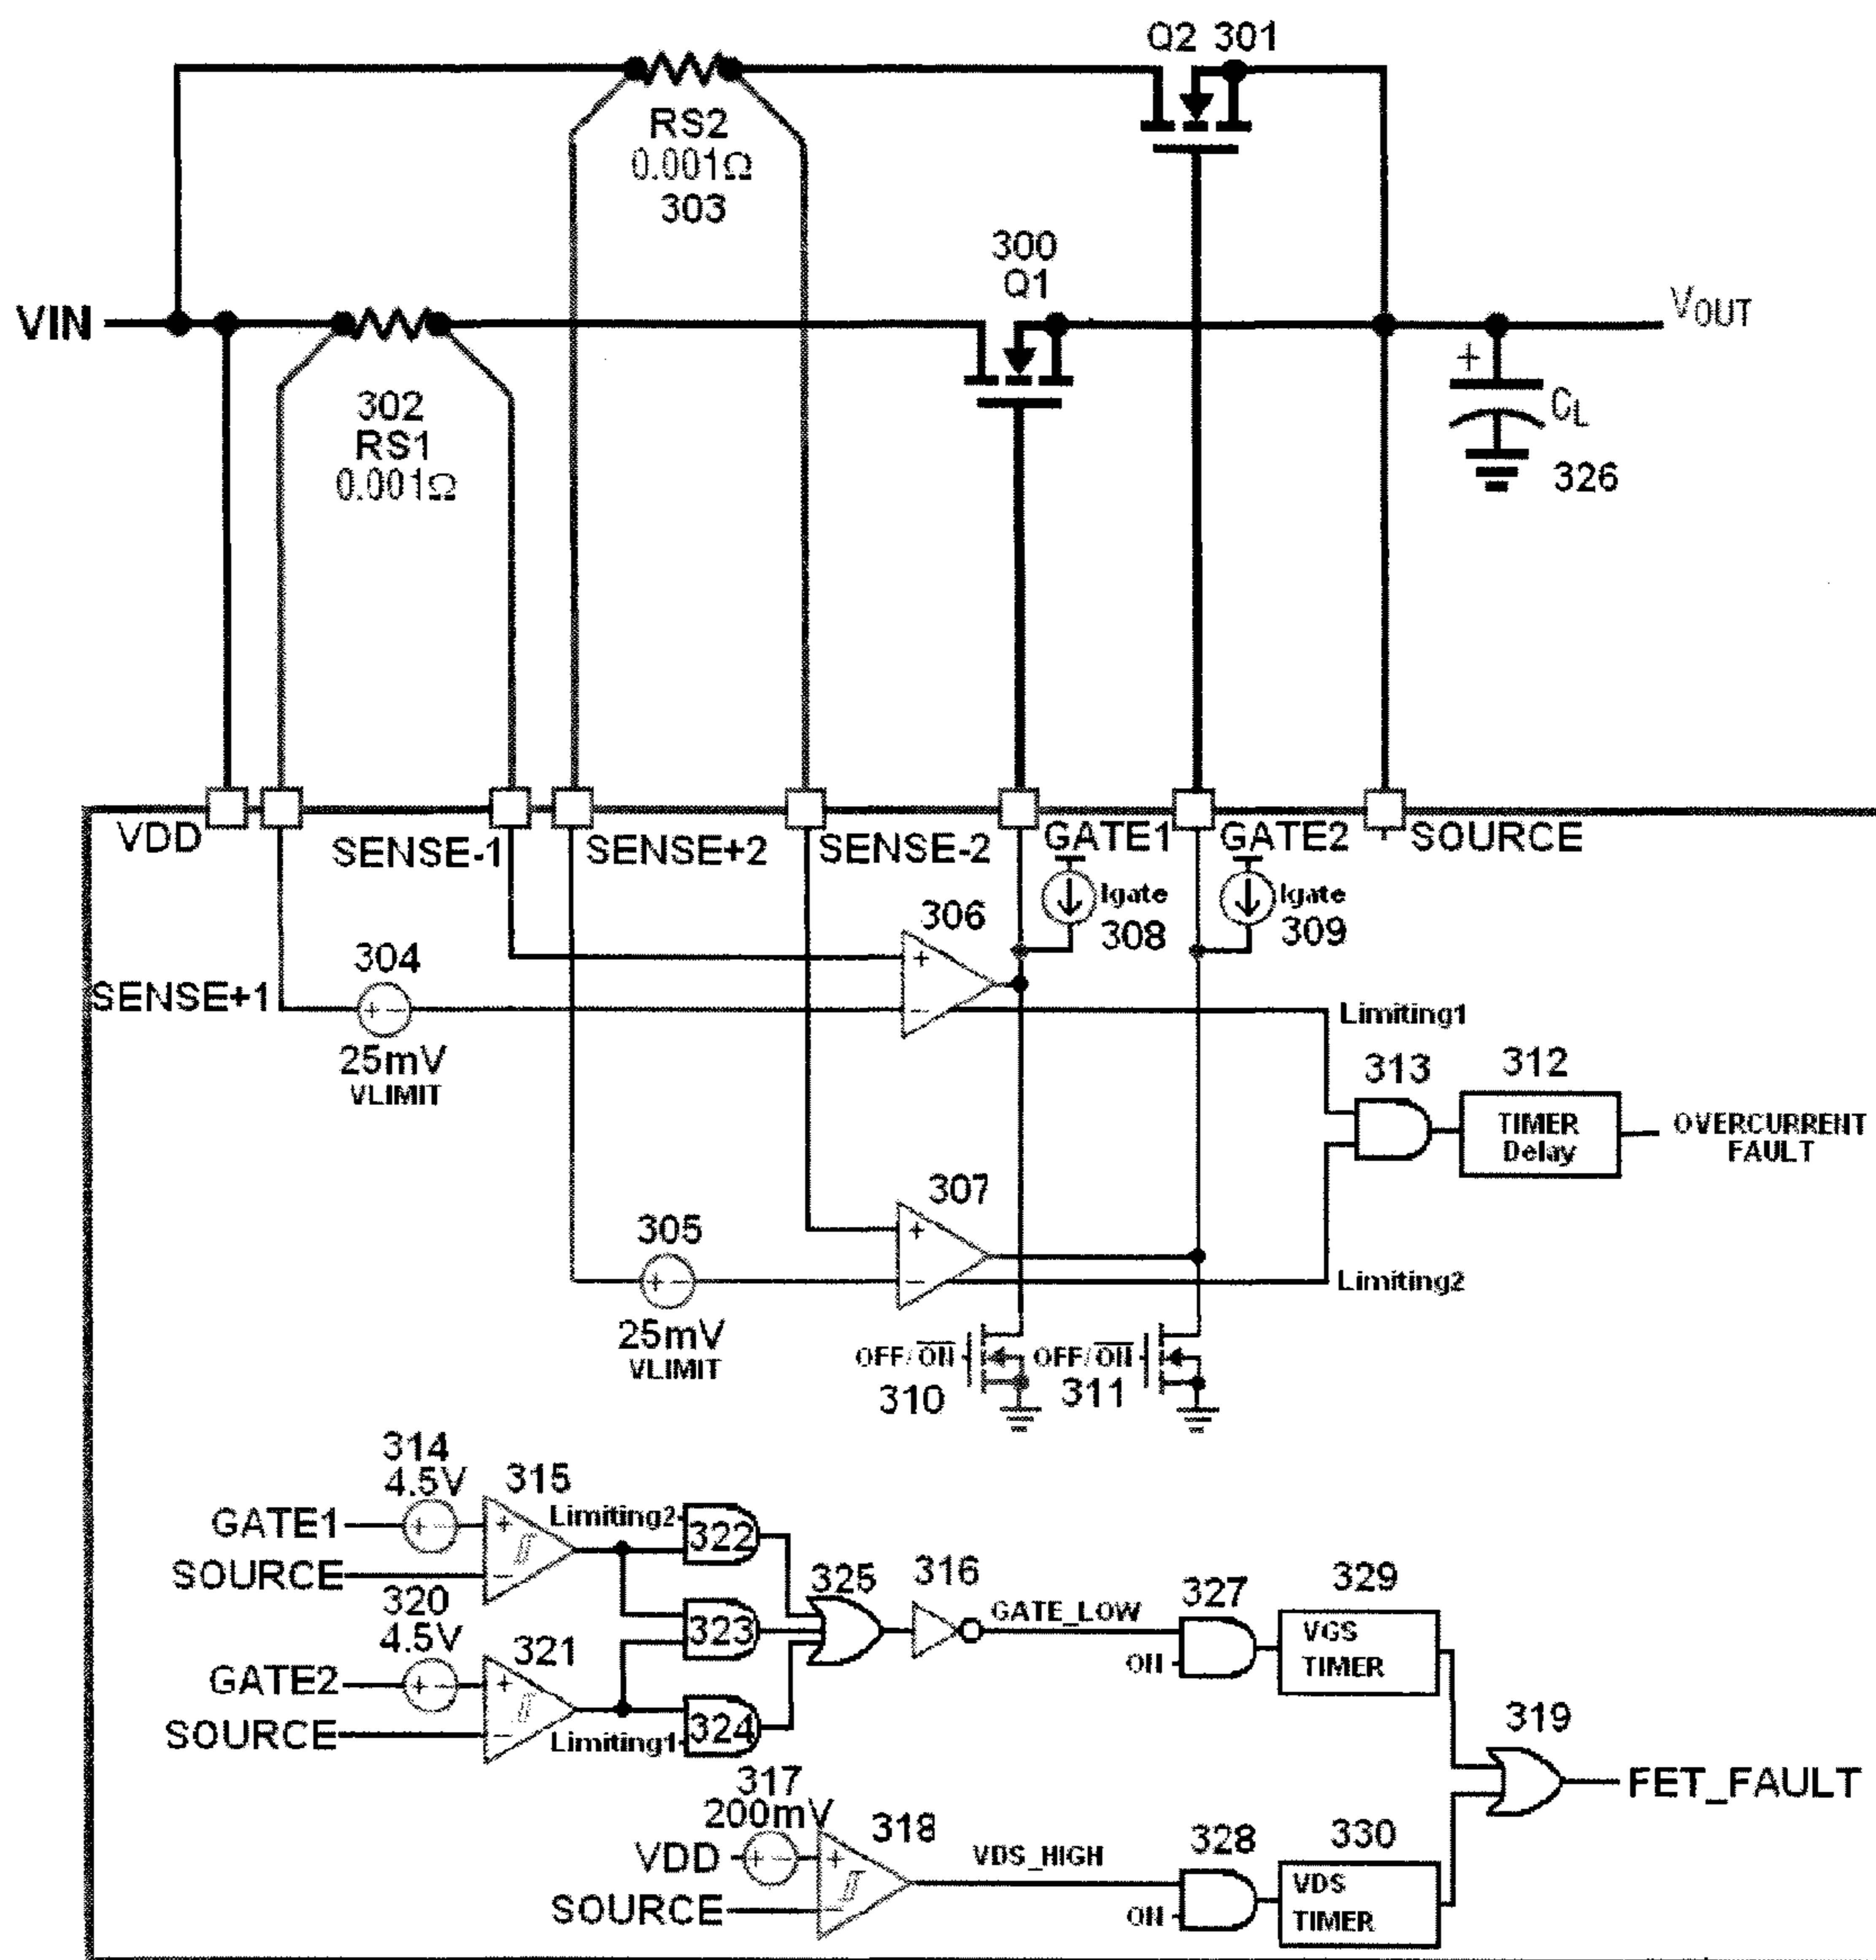 Q2 301
RS2
0.001Ω
303
300
Q1
VIN
VOUT
+
CL
326
302
RS1
0.001Ω
VDD
SENSE-1
SENSE+2
SENSE-2
GATE1
GATE2
SOURCE
Igate
308
Igate
309
306
+
−
304
SENSE+1
+ −
25mV
VLIMIT
Limiting1
313
312
TIMER
Delay
OVERCURRENT
FAULT
307
+
−
305
+ −
25mV
VLIMIT
Limiting2
OFF/ON
310
OFF/ON
311
314
4.5V
315
GATE1
+ −
+
Limiting2
322
SOURCE
−
320
4.5V
321
323
325
316
GATE_LOW
327
ON
329
VGS
TIMER
GATE2
+ −
+
SOURCE
−
Limiting1
324
319
FET_FAULT
317
200mV
318
VDD
+ −
+
VDS_HIGH
328
ON
330
VDS
TIMER
SOURCE
−